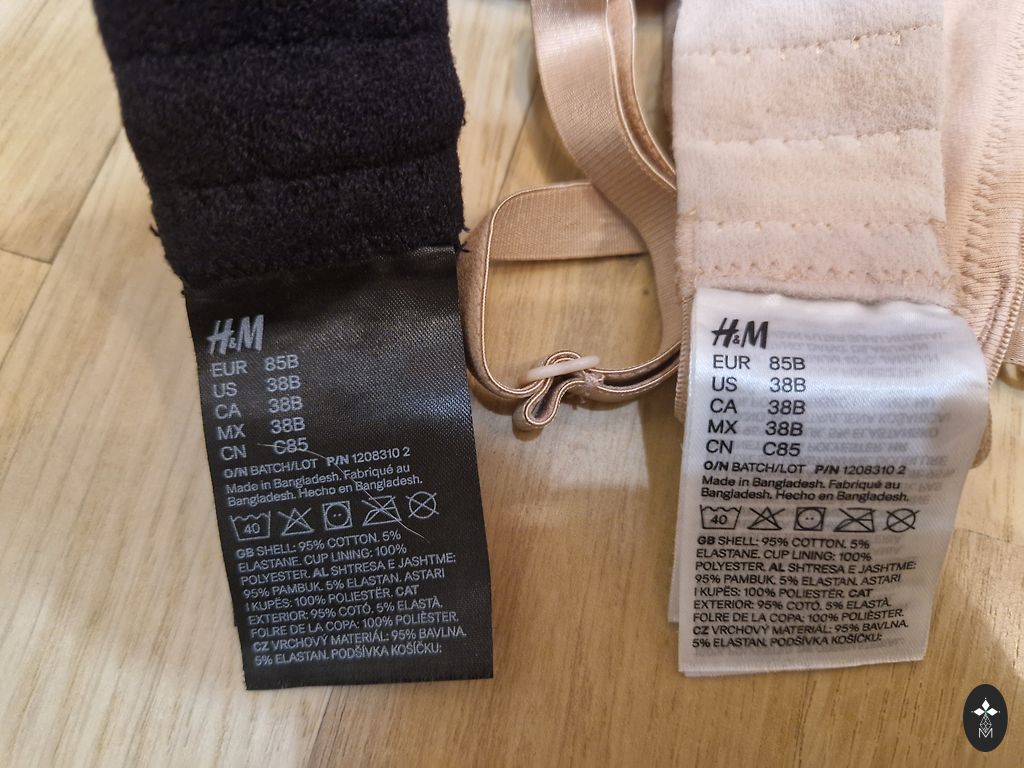 H&M
EUR 85B
US 38B
CA 38B
MX 38B
CN C85
O/N BATCH/LOT P/N 1208310 2
Made in Bangladesh. Fabriqué au
Bangladesh. Hecho en Bangladesh.
40
GB SHELL: 95% COTTON. 5%
ELASTANE. CUP LINING: 100%
POLYESTER. AL SHTRESA E JASHTME:
95% PAMBUK. 5% ELASTAN. ASTARI
I KUPËS: 100% POLIESTËR. CAT
EXTERIOR: 95% COTÓ. 5% ELASTÀ.
FOLRE DE LA COPA: 100% POLIÈSTER.
CZ VRCHOVÝ MATERIÁL: 95% BAVLNA.
5% ELASTAN. PODŠÍVKA KOŠÍČKU:
H&M
EUR 85B
US 38B
CA 38B
MX 38B
CN C85
O/N BATCH/LOT P/N 1208310 2
Made in Bangladesh. Fabriqué au
Bangladesh. Hecho en Bangladesh.
40
GB SHELL: 95% COTTON. 5%
ELASTANE. CUP LINING: 100%
POLYESTER. AL SHTRESA E JASHTME:
95% PAMBUK. 5% ELASTAN. ASTARI
I KUPËS: 100% POLIESTËR. CAT
EXTERIOR: 95% COTÓ. 5% ELASTÀ.
FOLRE DE LA COPA: 100% POLIÈSTER.
CZ VRCHOVÝ MATERIÁL: 95% BAVLNA.
5% ELASTAN. PODŠÍVKA KOŠÍČKU:
M